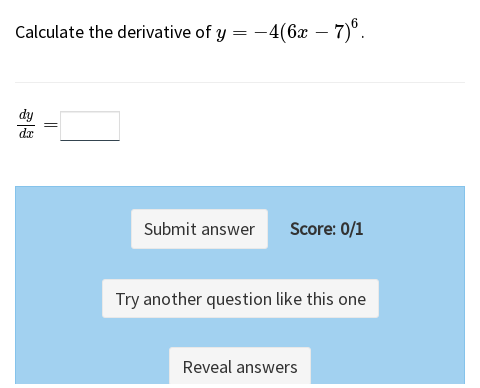 Calculate the derivative of y = −4(6x − 7)⁶.
dy/dx =
Submit answer Score: 0/1
Try another question like this one
Reveal answers